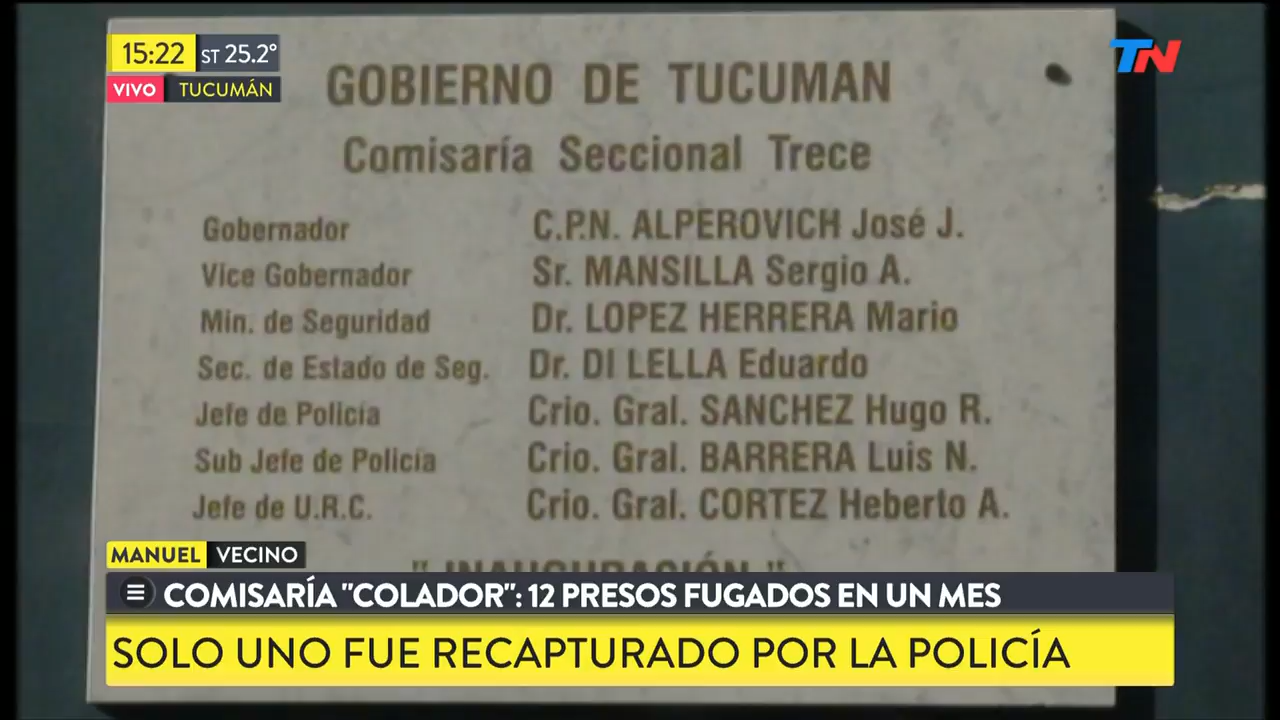 15:22 ST 25.2°
VIVO TUCUMÁN
TN
GOBIERNO DE TUCUMAN
Comisaría Seccional Trece
Gobernador C.P.N. ALPEROVICH José J.
Vice Gobernador Sr. MANSILLA Sergio A.
Min. de Seguridad Dr. LOPEZ HERRERA Mario
Sec. de Estado de Seg. Dr. DI LELLA Eduardo
Jefe de Policía Crio. Gral. SANCHEZ Hugo R.
Sub Jefe de Policía Crio. Gral. BARRERA Luis N.
Jefe de U.R.C. Crio. Gral. CORTEZ Heberto A.
" INAUGURACIÓN "
MANUEL VECINO
COMISARÍA "COLADOR": 12 PRESOS FUGADOS EN UN MES
SOLO UNO FUE RECAPTURADO POR LA POLICÍA